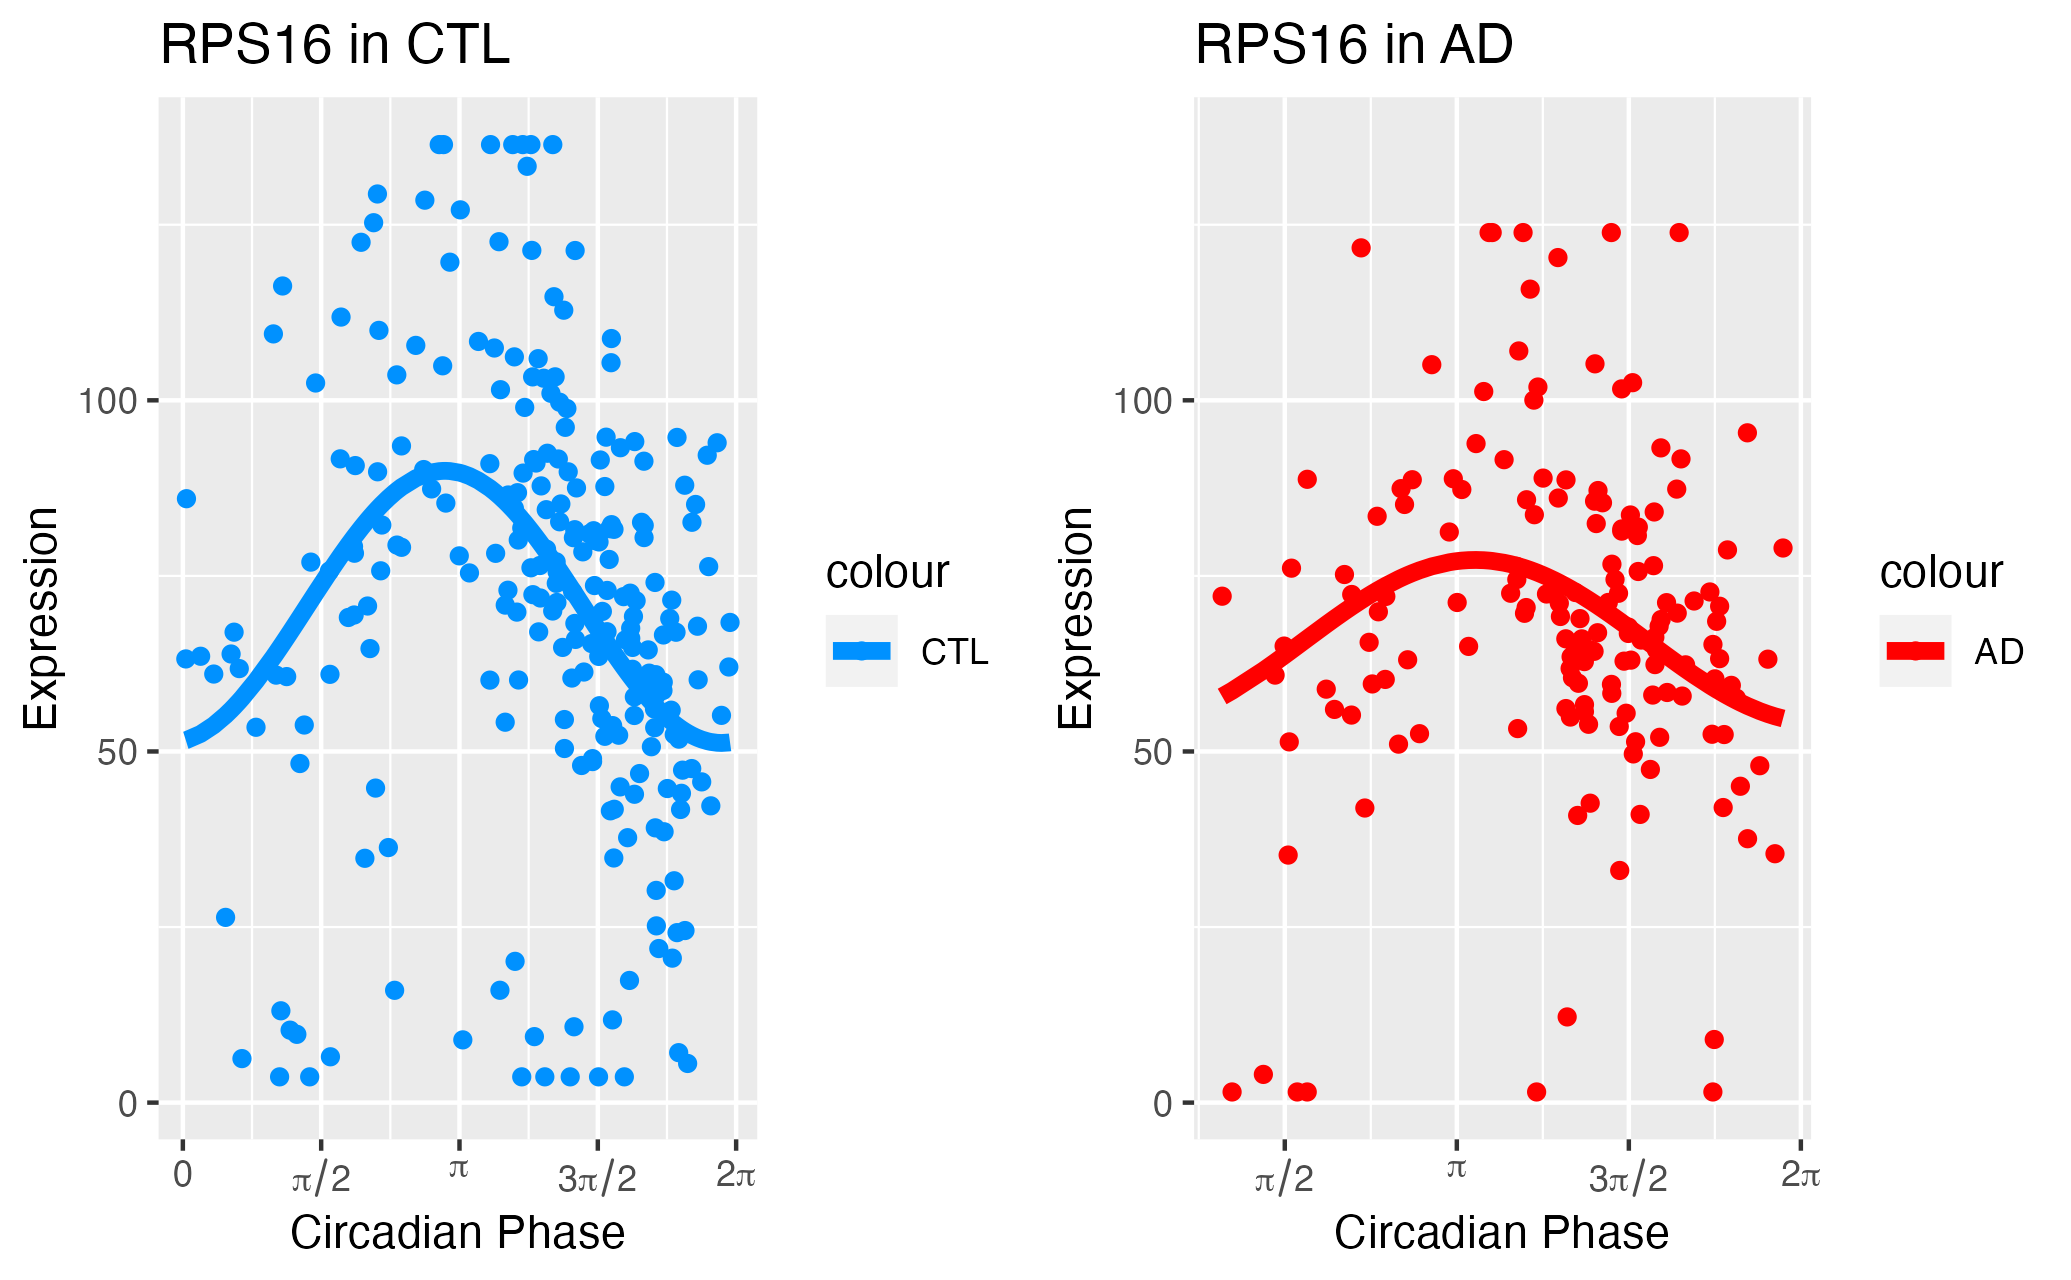 RPS16 in CTL
Expression
100
50
0
0 π/2 π 3π/2 2π
Circadian Phase
colour
CTL
RPS16 in AD
Expression
100
50
0
π/2 π 3π/2 2π
Circadian Phase
colour
AD